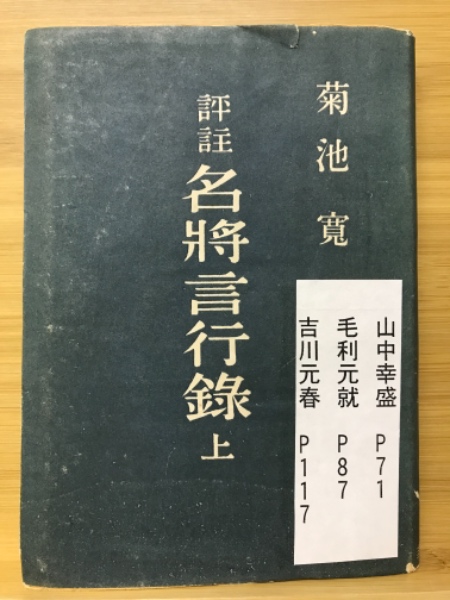 菊池 寛
評註 名將言行錄 上
山中幸盛 P71
毛利元就 P87
吉川元春 P117